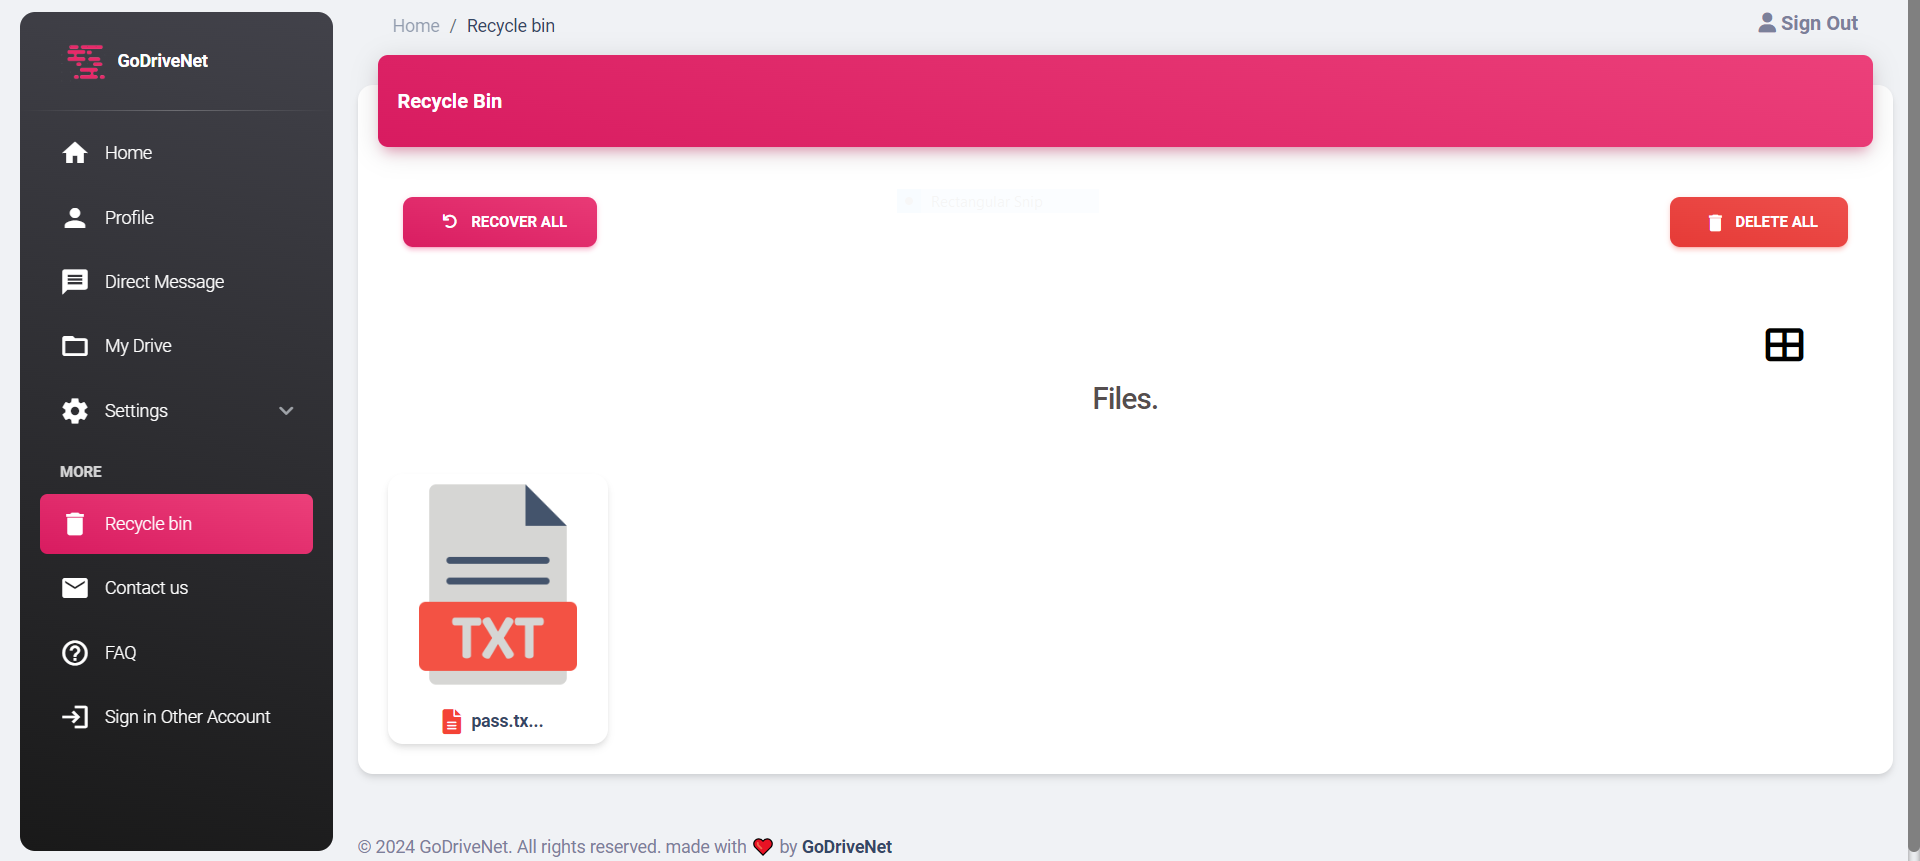 GoDriveNet
Home
Profile
Direct Message
My Drive
Settings
MORE
Recycle bin
Contact us
FAQ
Sign in Other Account
Home / Recycle bin
Sign Out
Recycle Bin
RECOVER ALL
Rectangular Snip
DELETE ALL
Files.
TXT
pass.tx...
© 2024 GoDriveNet. All rights reserved. made with ❤ by GoDriveNet